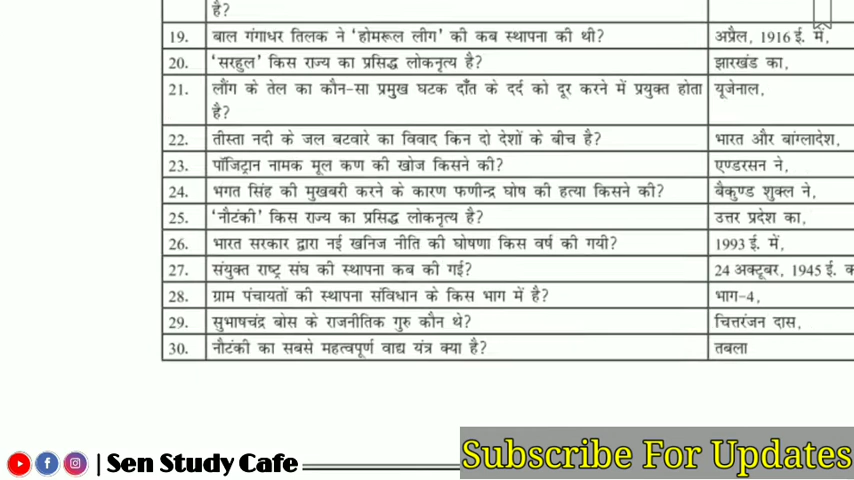 है?
19. बाल गंगाधर तिलक ने 'होमरूल लीग' की कब स्थापना की थी? अप्रैल, 1916 ई. में,
20. 'सरहुल' किस राज्य का प्रसिद्ध लोकनृत्य है? झारखंड का,
21. लौंग के तेल का कौन-सा प्रमुख घटक दाँत के दर्द को दूर करने में प्रयुक्त होता यूजेनाल,
है?
22. तीस्ता नदी के जल बटवारे का विवाद किन दो देशों के बीच है? भारत और बांग्लादेश,
23. पॉजिट्रान नामक मूल कण की खोज किसने की? एण्डरसन ने,
24. भगत सिंह की मुखबरी करने के कारण फणीन्द्र घोष की हत्या किसने की? बैकुण्ड शुक्ल ने,
25. 'नौटंकी' किस राज्य का प्रसिद्ध लोकनृत्य है? उत्तर प्रदेश का,
26. भारत सरकार द्वारा नई खनिज नीति की घोषणा किस वर्ष की गयी? 1993 ई. में,
27. संयुक्त राष्ट्र संघ की स्थापना कब की गई? 24 अक्टूबर, 1945 ई. क
28. ग्राम पंचायतों की स्थापना संविधान के किस भाग में है? भाग-4,
29. सुभाषचंद्र बोस के राजनीतिक गुरु कौन थे? चित्तरंजन दास,
30. नौटंकी का सबसे महत्वपूर्ण वाद्य यंत्र क्या है? तबला
| Sen Study Cafe
Subscribe For Updates